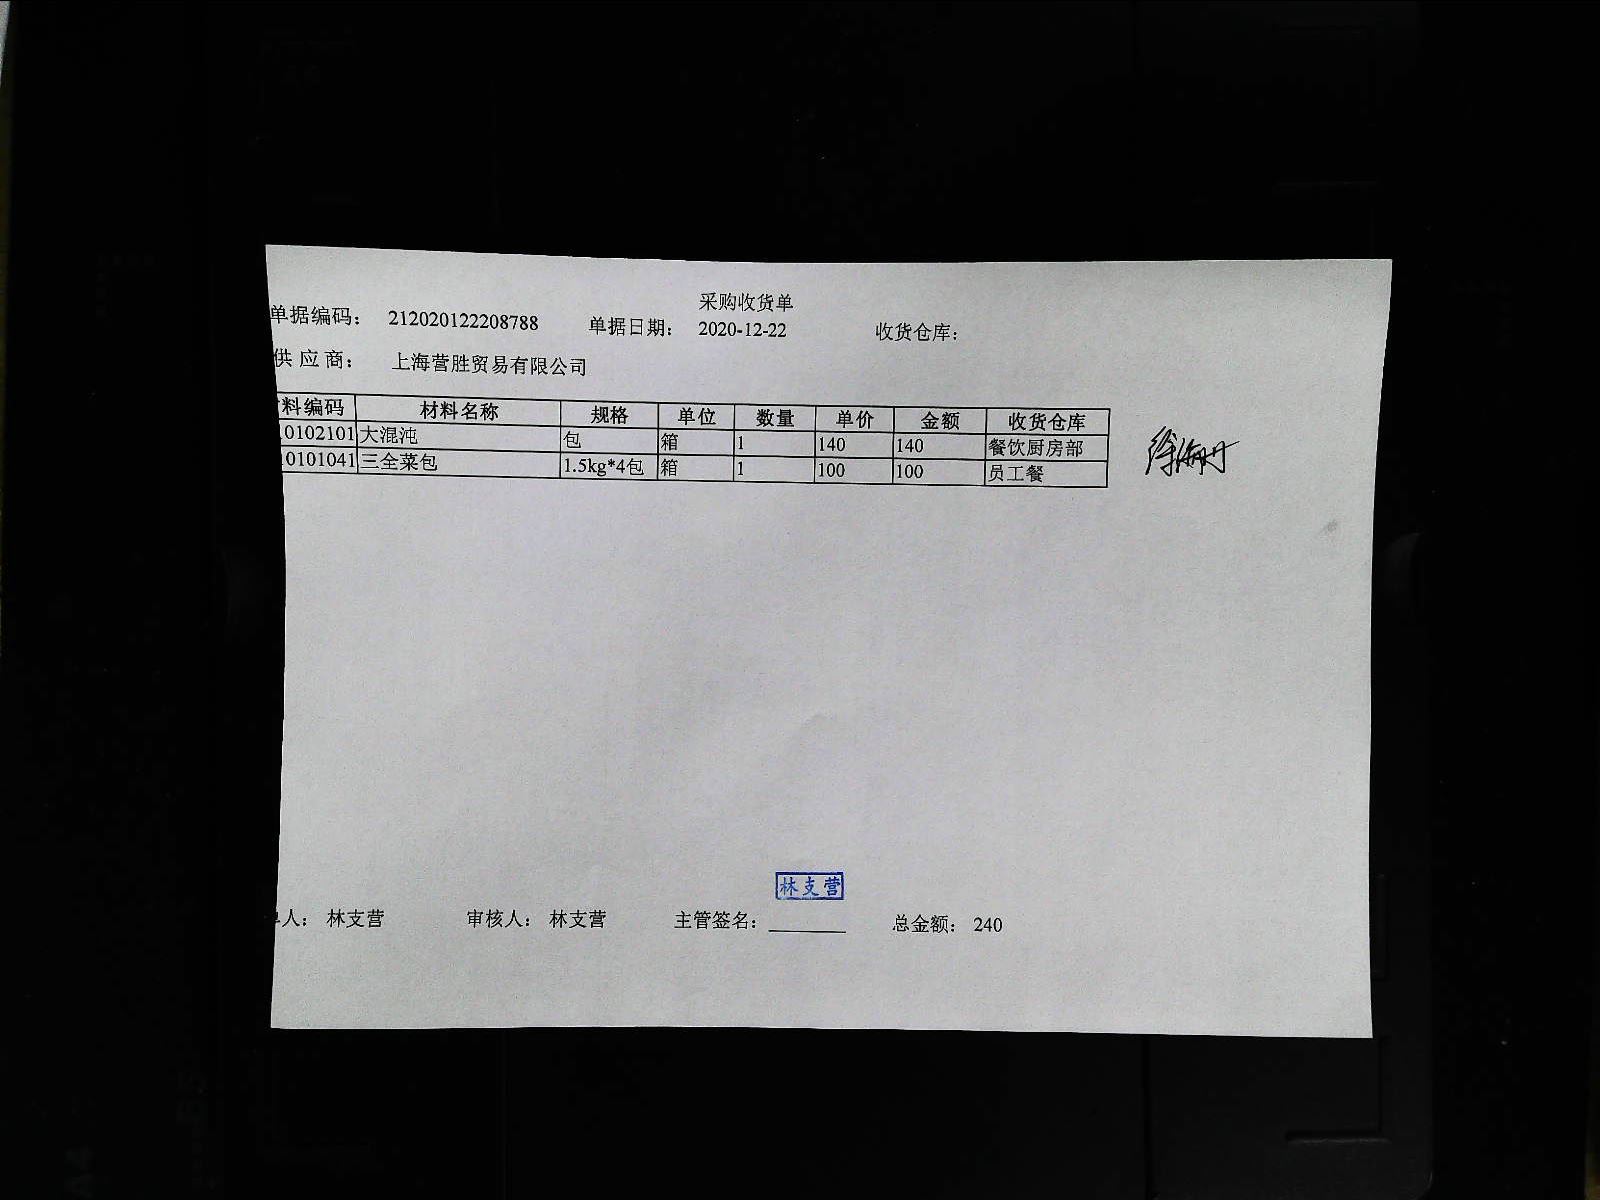 采购收货单
单据编码： 212020122208788 单据日期： 2020-12-22 收货仓库：
供应商： 上海营胜贸易有限公司
料编码 材料名称 规格 单位 数量 单价 金额 收货仓库
0102101 大混沌 包 箱 1 140 140 餐饮厨房部
0101041 三全菜包 1.5kg*4包 箱 1 100 100 员工餐
林支营
人： 林支营 审核人： 林支营 主管签名： 总金额： 240